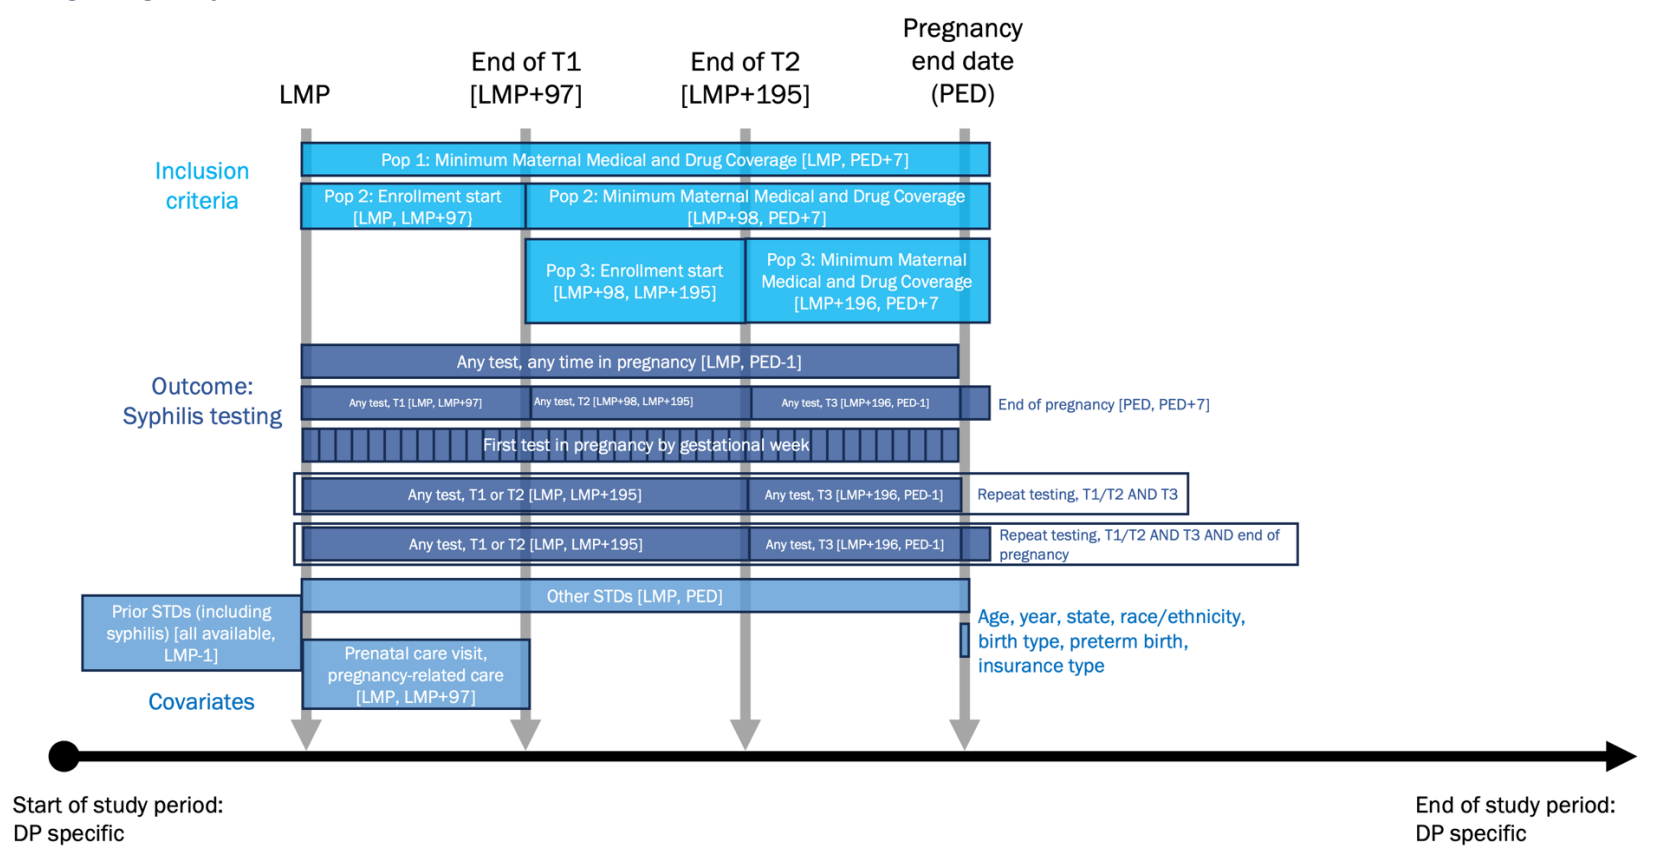 Pregnancy
End of T1
End of T2
end date
LMP
[LMP+97]
[LMP+195]
(PED)
Inclusion
criteria
Pop 1: Minimum Maternal Medical and Drug Coverage [LMP, PED+7]
Pop 2: Enrollment start
[LMP, LMP+97}
Pop 2: Minimum Maternal Medical and Drug Coverage
[LMP+98, PED+7]
Pop 3: Enrollment start
[LMP+98, LMP+195]
Pop 3: Minimum Maternal
Medical and Drug Coverage
[LMP+196, PED+7
Outcome:
Syphilis testing
Any test, any time in pregnancy [LMP, PED-1]
Any test, T1 [LMP, LMP+97]
Any test, T2 [LMP+98, LMP+195]
Any test, T3 [LMP+196, PED-1]
End of pregnancy [PED, PED+7]
First test in pregnancy by gestational week
Any test, T1 or T2 [LMP, LMP+195]
Any test, T3 [LMP+196, PED-1]
Repeat testing, T1/T2 AND T3
Any test, T1 or T2 [LMP, LMP+195]
Any test, T3 [LMP+196, PED-1]
Repeat testing, T1/T2 AND T3 AND end of
pregnancy
Other STDs [LMP, PED]
Prior STDs (including
syphilis) [all available,
LMP-1]
Age, year, state, race/ethnicity,
birth type, preterm birth,
insurance type
Prenatal care visit,
pregnancy-related care
[LMP, LMP+97]
Covariates
Start of study period:
DP specific
End of study period:
DP specific